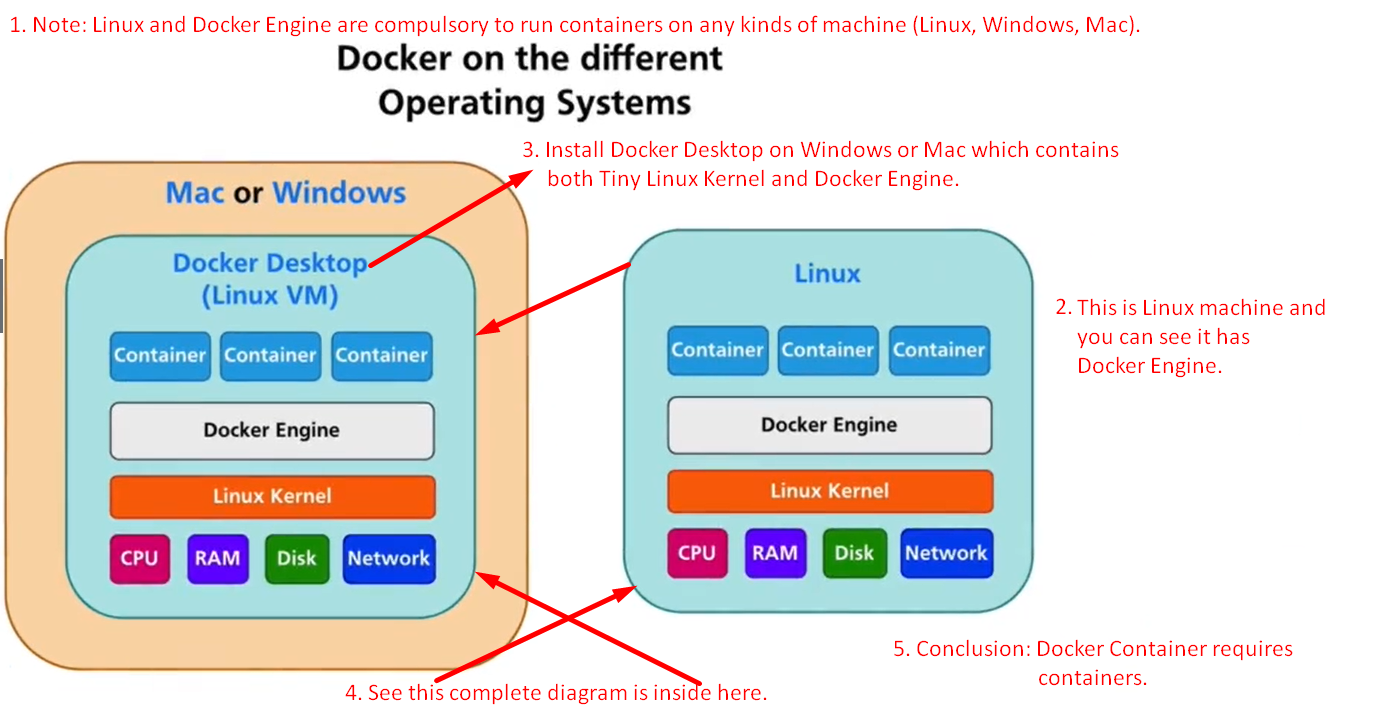 1. Note: Linux and Docker Engine are compulsory to run containers on any kinds of machine (Linux, Windows, Mac).
Docker on the different
Operating Systems
3. Install Docker Desktop on Windows or Mac which contains
both Tiny Linux Kernel and Docker Engine.
Mac or Windows
Docker Desktop
(Linux VM)
Container Container Container
Docker Engine
Linux Kernel
CPU RAM Disk Network
Linux
Container Container Container
Docker Engine
Linux Kernel
CPU RAM Disk Network
2. This is Linux machine and
you can see it has
Docker Engine.
4. See this complete diagram is inside here.
5. Conclusion: Docker Container requires
containers.